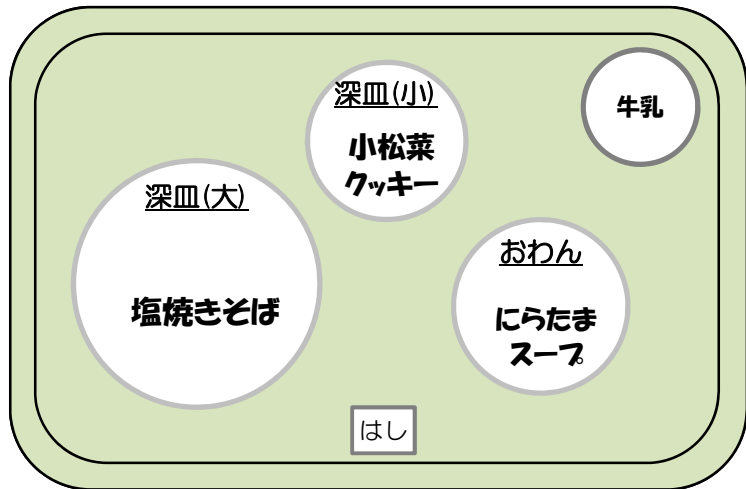 深皿(小)
小松菜
クッキー
牛乳
深皿(大)
塩焼きそば
おわん
にらたま
スープ
はし